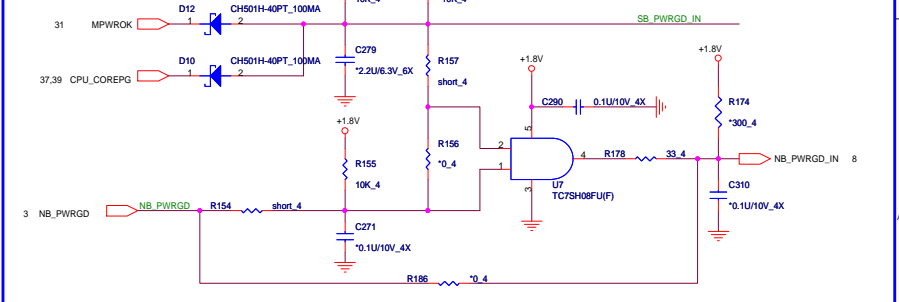 D12 CH501H-40PT_100MA
31 MPWROK 1 2 SB_PWRGD_IN
C279
*2.2U/6.3V_6X
R157
short_4
D10 CH501H-40PT_100MA
37,39 CPU_COREPG 1 2
+1.8V +1.8V
C290 0.1U/10V_4X
R174
*300_4
+1.8V
5
R156
*0_4
2
1
4 R178 33_4 NB_PWRGD_IN 8
R155
10K_4
3
U7
TC7SH08FU(F)
C310
*0.1U/10V_4X
3 NB_PWRGD NB_PWRGD R154 short_4
C271
*0.1U/10V_4X
R186 *0_4